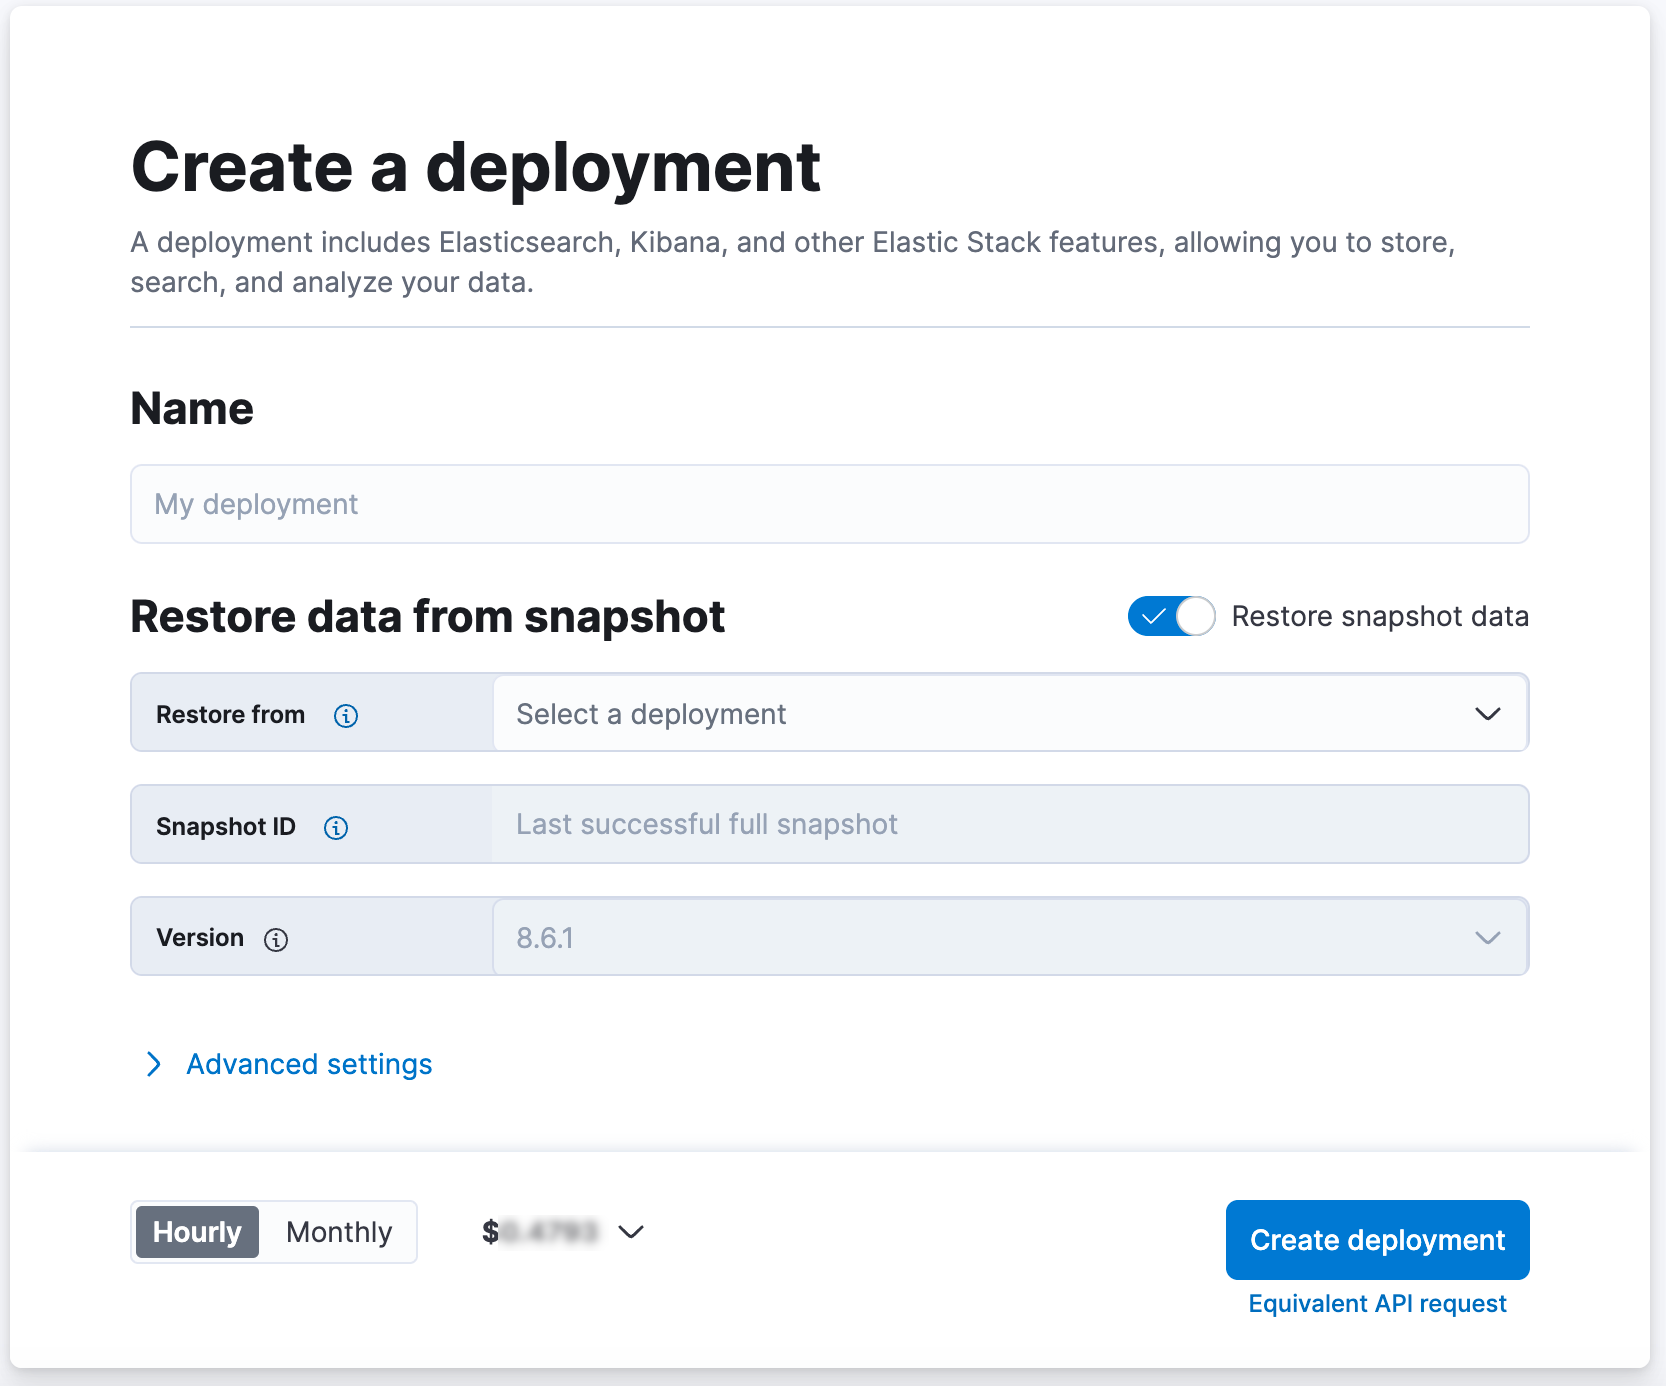 Create a deployment
A deployment includes Elasticsearch, Kibana, and other Elastic Stack features, allowing you to store,
search, and analyze your data.
Name
My deployment
Restore data from snapshot
Restore snapshot data
Restore from
Select a deployment
Snapshot ID
Last successful full snapshot
Version
8.6.1
Advanced settings
Hourly
Monthly
$
Create deployment
Equivalent API request